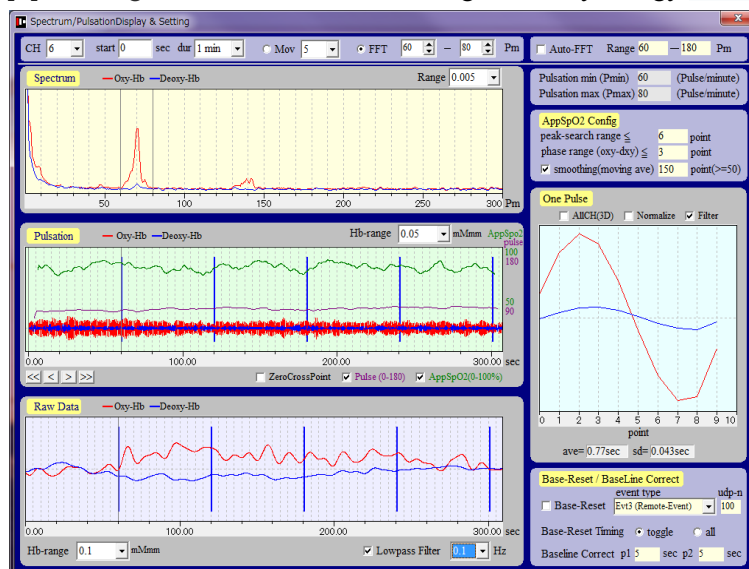 Spectrum/PulsationDisplay & Setting
CH 6 start 0 sec dur 1 min Mov 5 FFT 60 – 80 Pm
Auto-FFT Range 60 — 180 Pm
Spectrum Oxy-Hb Deoxy-Hb Range 0.005
50 100 150 200 250 300 Pm
Pulsation Oxy-Hb Deoxy-Hb Hb-range 0.05 mMmm AppSpo2
pulse
100
180
50
90
0.00 100.00 200.00 300.00 sec
<< < > >> ZeroCrossPoint Pulse (0-180) AppSpO2(0-100%)
Raw Data Oxy-Hb Deoxy-Hb
0.00 100.00 200.00 300.00 sec
Hb-range 0.1 mMmm Lowpass Filter 0.1 Hz
Pulsation min (Pmin) 60 (Pulse/minute)
Pulsation max (Pmax) 80 (Pulse/minute)
AppSpO2 Config
peak-search range ≦ 6 point
phase range (oxy-dxy) ≦ 3 point
smoothing(moving ave) 150 point(>=50)
One Pulse
AllCH(3D) Normalize Filter
0 1 2 3 4 5 6 7 8 9 10
point
ave= 0.77sec sd= 0.043sec
Base-Reset / BaseLine Correct
event type udp-n
Base-Reset Evt3 (Remote-Event) 100
Base-Reset Timing toggle all
Baseline Correct p1 5 sec p2 5 sec